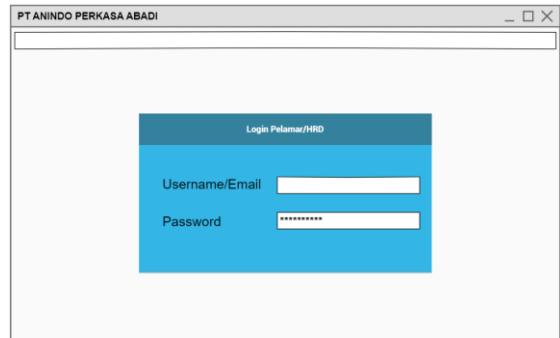 PT ANINDO PERKASA ABADI
Login Pelamar/HRD
Username/Email
Password
**********